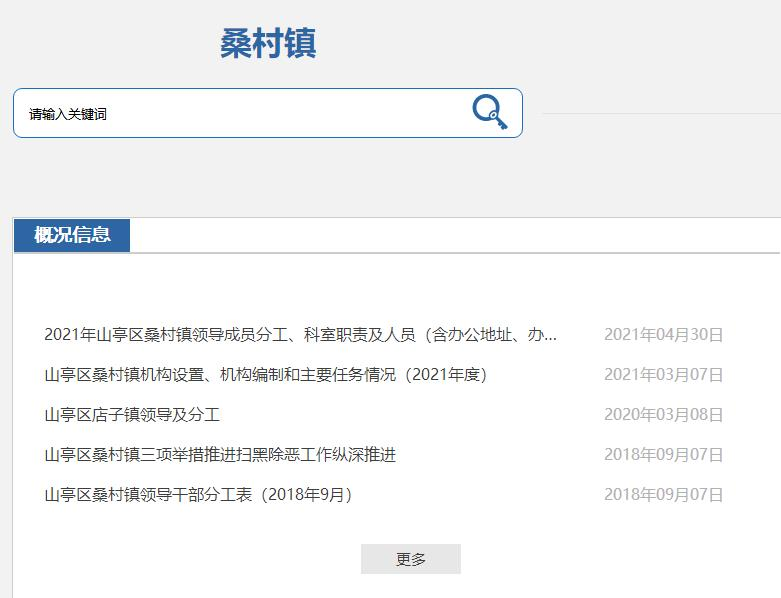 桑村镇
请输入关键词
概况信息
2021年山亭区桑村镇领导成员分工、科室职责及人员（含办公地址、办... 2021年04月30日
山亭区桑村镇机构设置、机构编制和主要任务情况（2021年度） 2021年03月07日
山亭区店子镇领导及分工 2020年03月08日
山亭区桑村镇三项举措推进扫黑除恶工作纵深推进 2018年09月07日
山亭区桑村镇领导干部分工表（2018年9月） 2018年09月07日
更多